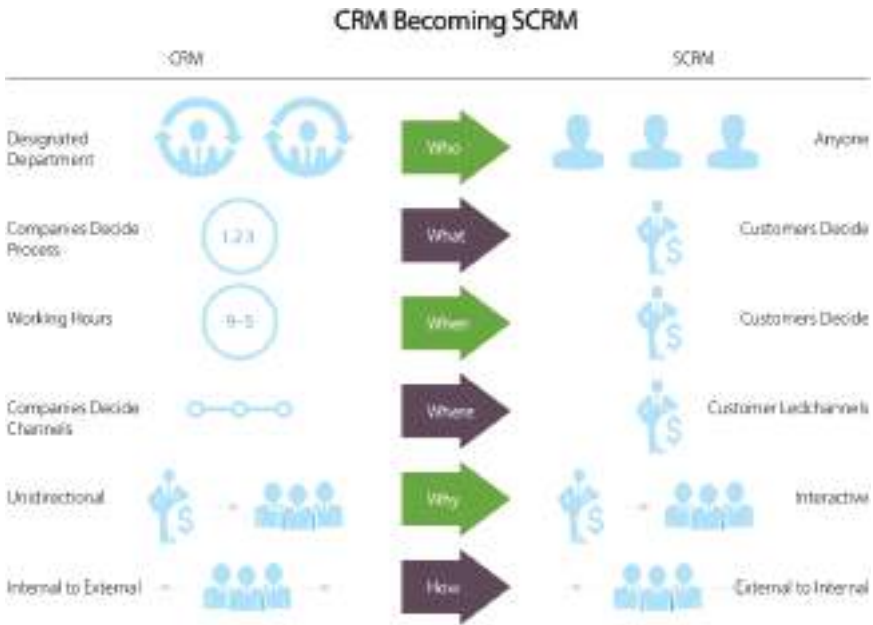 CRM Becoming SCRM
CRM
SCRM
Designated
Department
Who
Anyone
Companies Decide
Process
1 2 3
What
Customers Decide
Working Hours
9-5
When
Customers Decide
Companies Decide
Channels
Where
Customer Ledchannels
Unidirectional
Why
Interactive
Internal to External
How
External to Internal